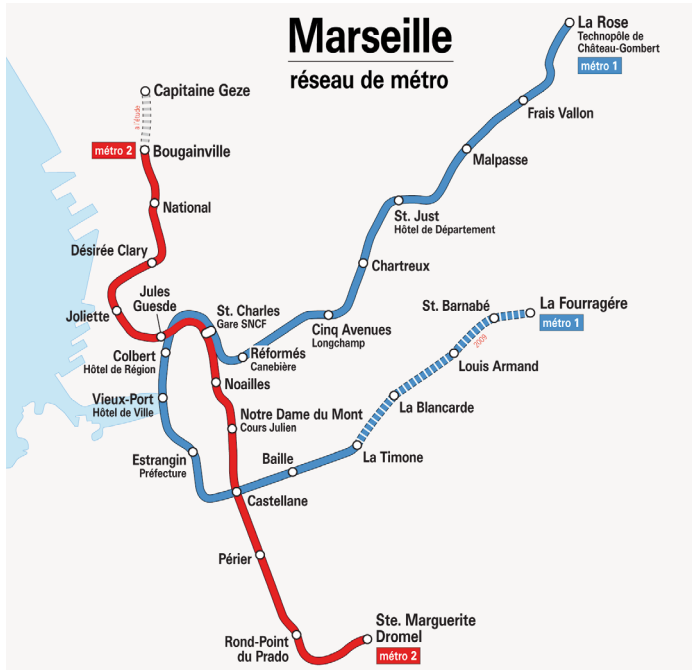 Marseille
réseau de métro
La Rose
Technopôle de
Château-Gombert
métro 1
Frais Vallon
Malpasse
St. Just
Hôtel de Département
Chartreux
Cinq Avenues
Longchamp
Réformés
Canebière
St. Charles
Gare SNCF
Capitaine Geze
a l'étude
métro 2
Bougainville
National
Désirée Clary
Jules
Guesde
Joliette
Colbert
Hôtel de Région
Vieux-Port
Hôtel de Ville
Estrangin
Préfecture
Noailles
Notre Dame du Mont
Cours Julien
Baille
Castellane
La Timone
La Blancarde
Louis Armand
2009
St. Barnabé
La Fourragére
métro 1
Périer
Rond-Point
du Prado
Ste. Marguerite
Dromel
métro 2